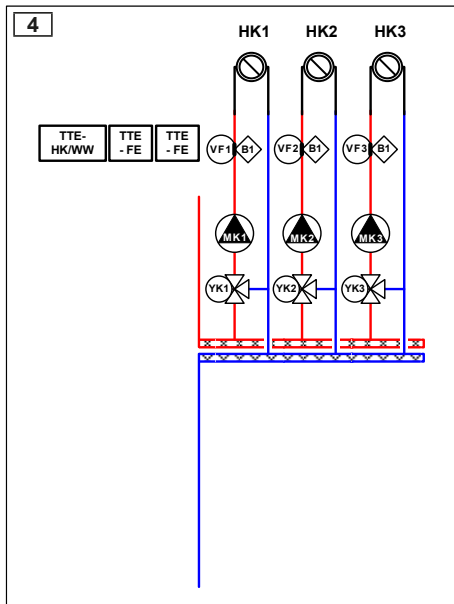 4
HK1 HK2 HK3
TTE-
HK/WW
TTE
- FE
TTE
- FE
VF1 B1 VF2 B1 VF3 B1
MK1 MK2 MK3
YK1 YK2 YK3